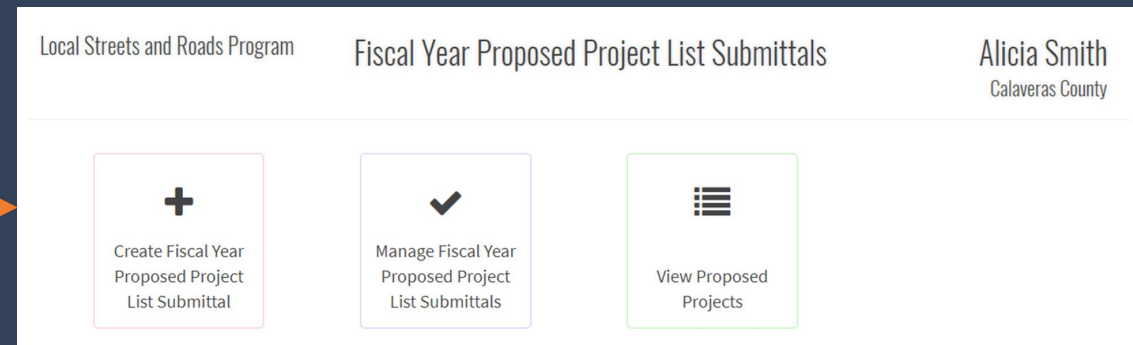 Local Streets and Roads Program
Fiscal Year Proposed Project List Submittals
Alicia Smith
Calaveras County
Create Fiscal Year
Proposed Project
List Submittal
Manage Fiscal Year
Proposed Project
List Submittals
View Proposed
Projects